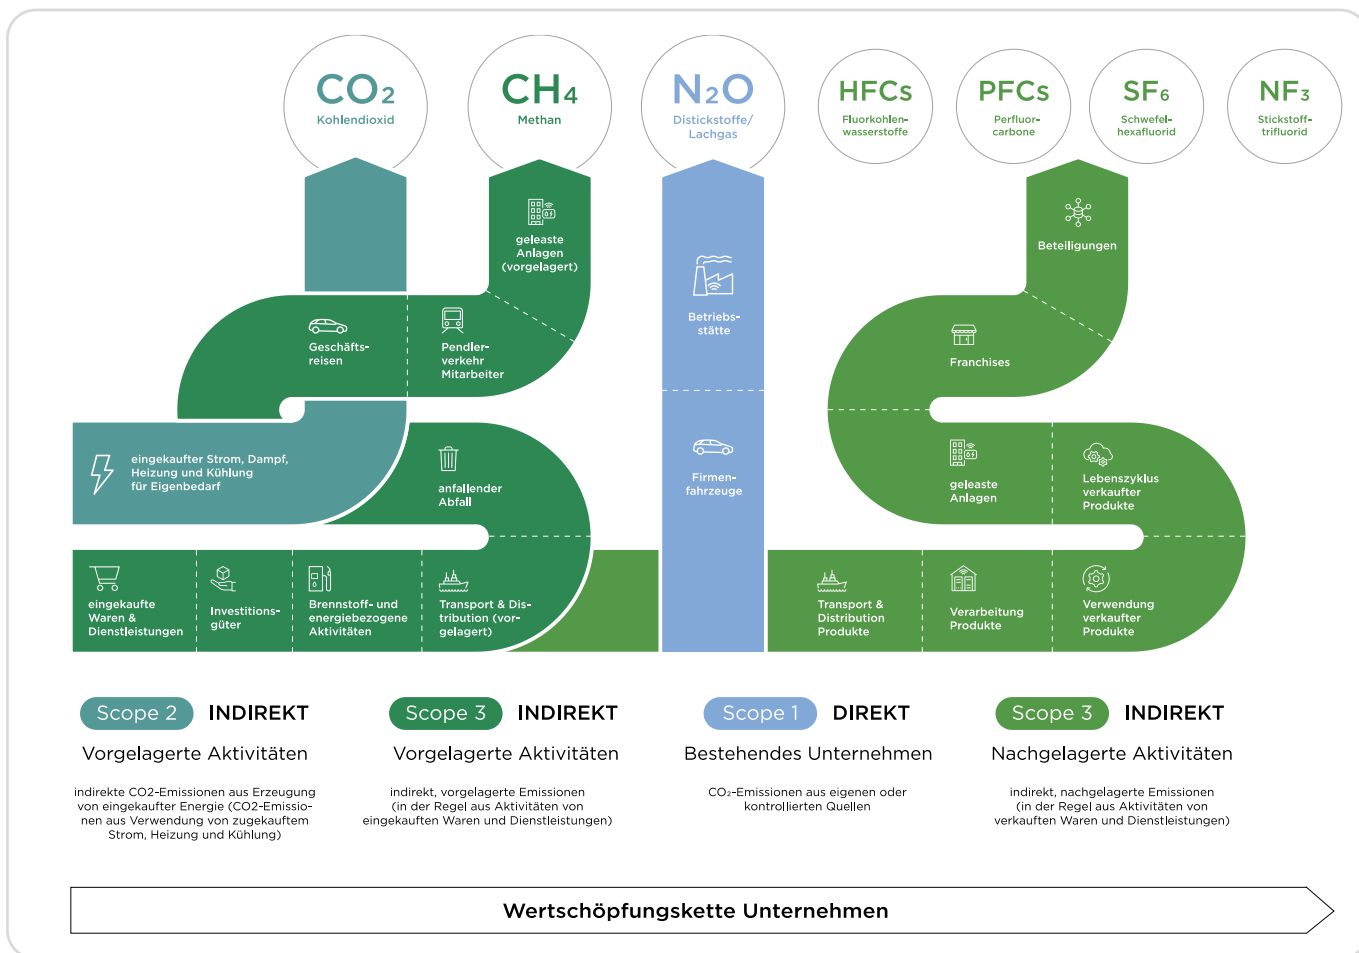 CO₂
Kohlendioxid
CH₄
Methan
N₂O
Distickstoffe/
Lachgas
HFCs
Fluorkohlen-
wasserstoffe
PFCs
Perfluor-
carbone
SF₆
Schwefel-
hexafluorid
NF₃
Stickstoff-
trifluorid
geleaste
Anlagen
(vorgelagert)
Geschäfts-
reisen
Pendler-
verkehr
Mitarbeiter
Betriebs-
stätte
Beteiligungen
Franchises
eingekaufter Strom, Dampf,
Heizung und Kühlung
für Eigenbedarf
anfallender
Abfall
Firmen-
fahrzeuge
geleaste
Anlagen
Lebenszyklus
verkaufter
Produkte
eingekaufte
Waren &
Dienstleistungen
Investitions-
güter
Brennstoff- und
energiebezogene
Aktivitäten
Transport & Dis-
tribution (vor-
gelagert)
Transport &
Distribution
Produkte
Verarbeitung
Produkte
Verwendung
verkaufter
Produkte
Scope 2 INDIREKT
Vorgelagerte Aktivitäten
indirekte CO2-Emissionen aus Erzeugung
von eingekaufter Energie (CO2-Emissio-
nen aus Verwendung von zugekauftem
Strom, Heizung und Kühlung)
Scope 3 INDIREKT
Vorgelagerte Aktivitäten
indirekt, vorgelagerte Emissionen
(in der Regel aus Aktivitäten von
eingekauften Waren und Dienstleistungen)
Scope 1 DIREKT
Bestehendes Unternehmen
CO₂-Emissionen aus eigenen oder
kontrollierten Quellen
Scope 3 INDIREKT
Nachgelagerte Aktivitäten
indirekt, nachgelagerte Emissionen
(in der Regel aus Aktivitäten von
verkauften Waren und Dienstleistungen)
Wertschöpfungskette Unternehmen